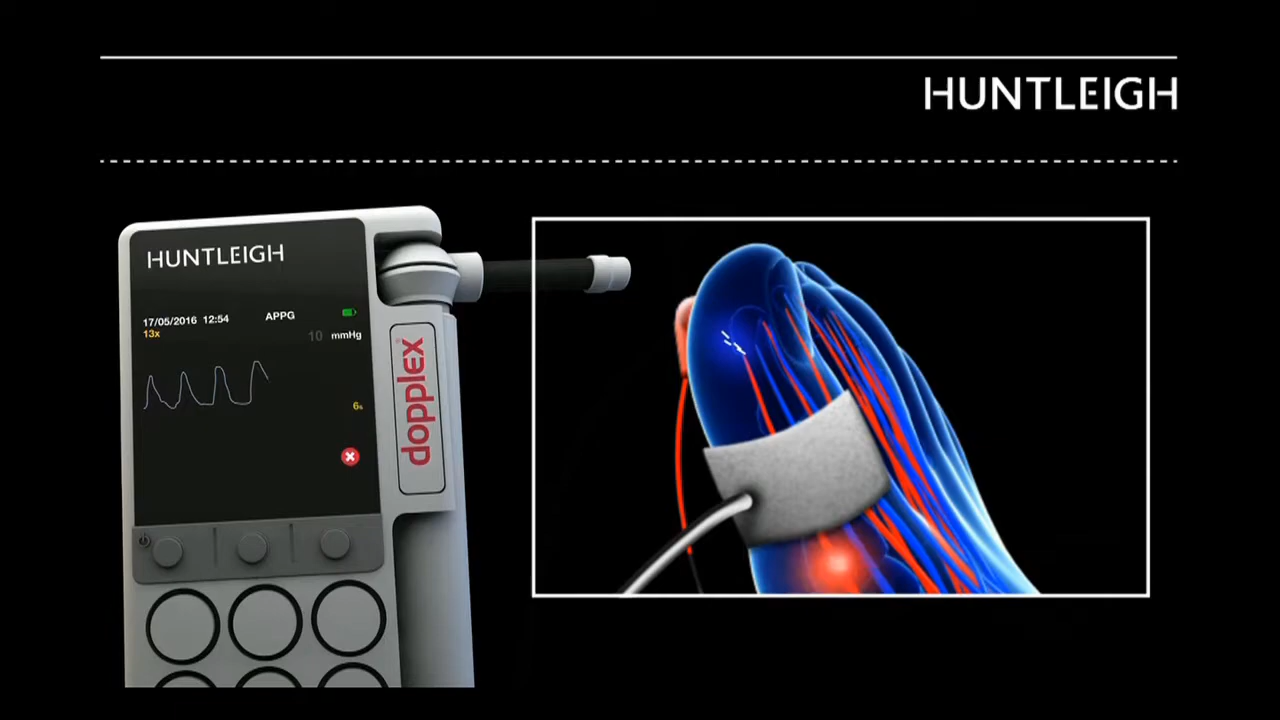 HUNTLEIGH
HUNTLEIGH
17/05/2016 12:54 APPG
13x
10 mmHg
6s
dopplex